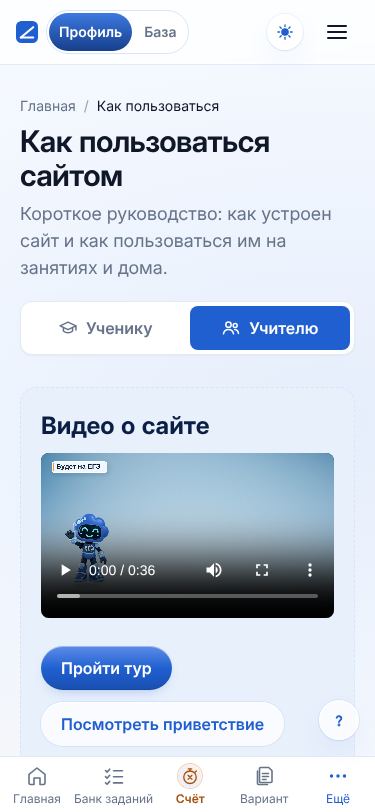 Профиль
База
Главная / Как пользоваться
Как пользоваться
сайтом
Короткое руководство: как устроен
сайт и как пользоваться им на
занятиях и дома.
Ученику
Учителю
Видео о сайте
Будет на ЕГЭ
0:00 / 0:36
Пройти тур
Посмотреть приветствие
?
Главная
Банк заданий
Счёт
Вариант
Ещё